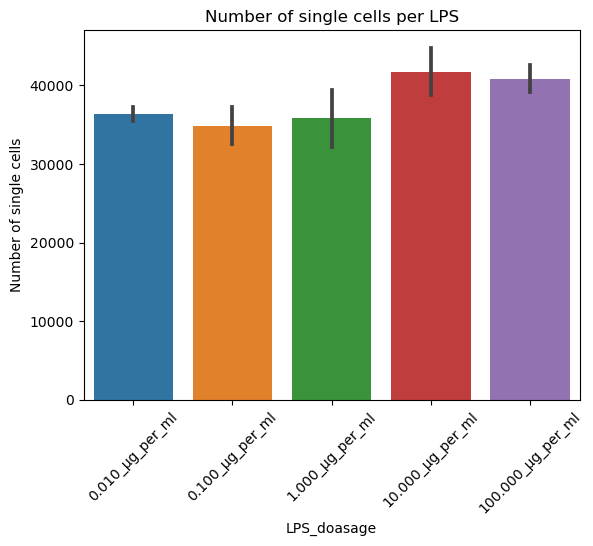 Number of single cells per LPS
Number of single cells
40000
30000
20000
10000
0
0.010_µg_per_ml
0.100_µg_per_ml
1.000_µg_per_ml
10.000_µg_per_ml
100.000_µg_per_ml
LPS_doasage